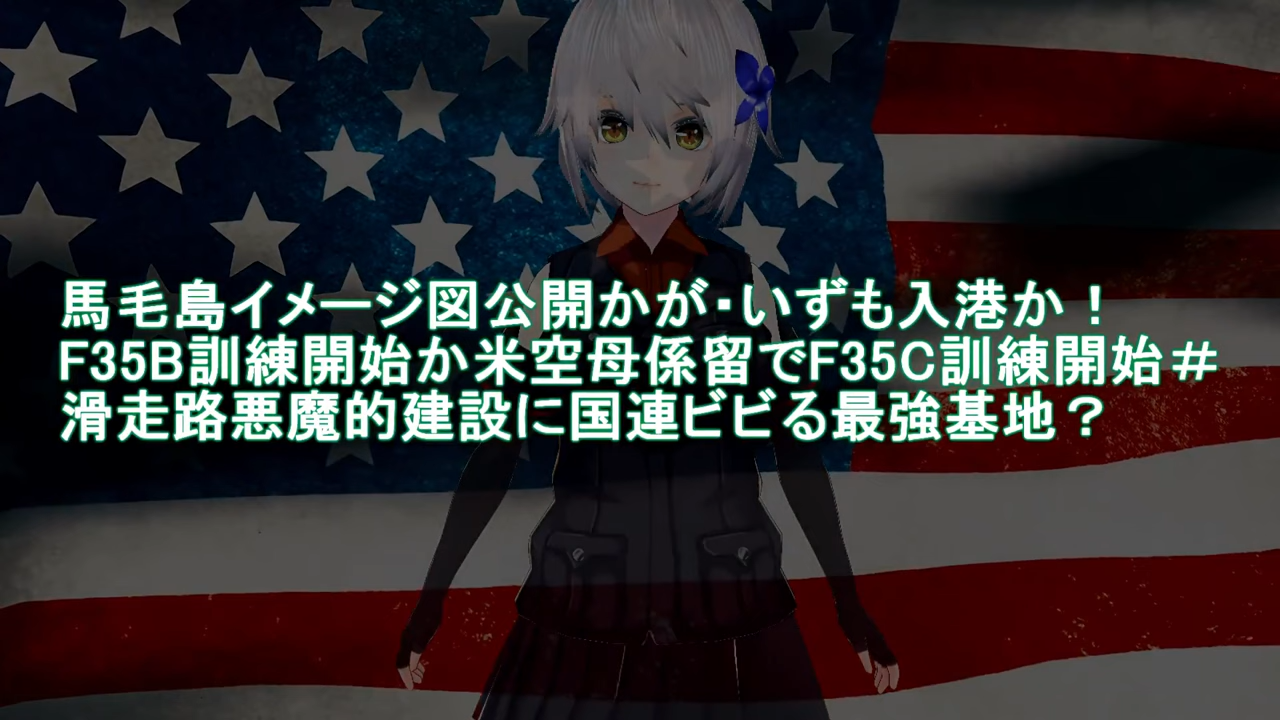 馬毛島イメージ図公開かが・いずも入港か！
F35B訓練開始か米空母係留でF35C訓練開始＃
滑走路悪魔的建設に国連ビビる最強基地？